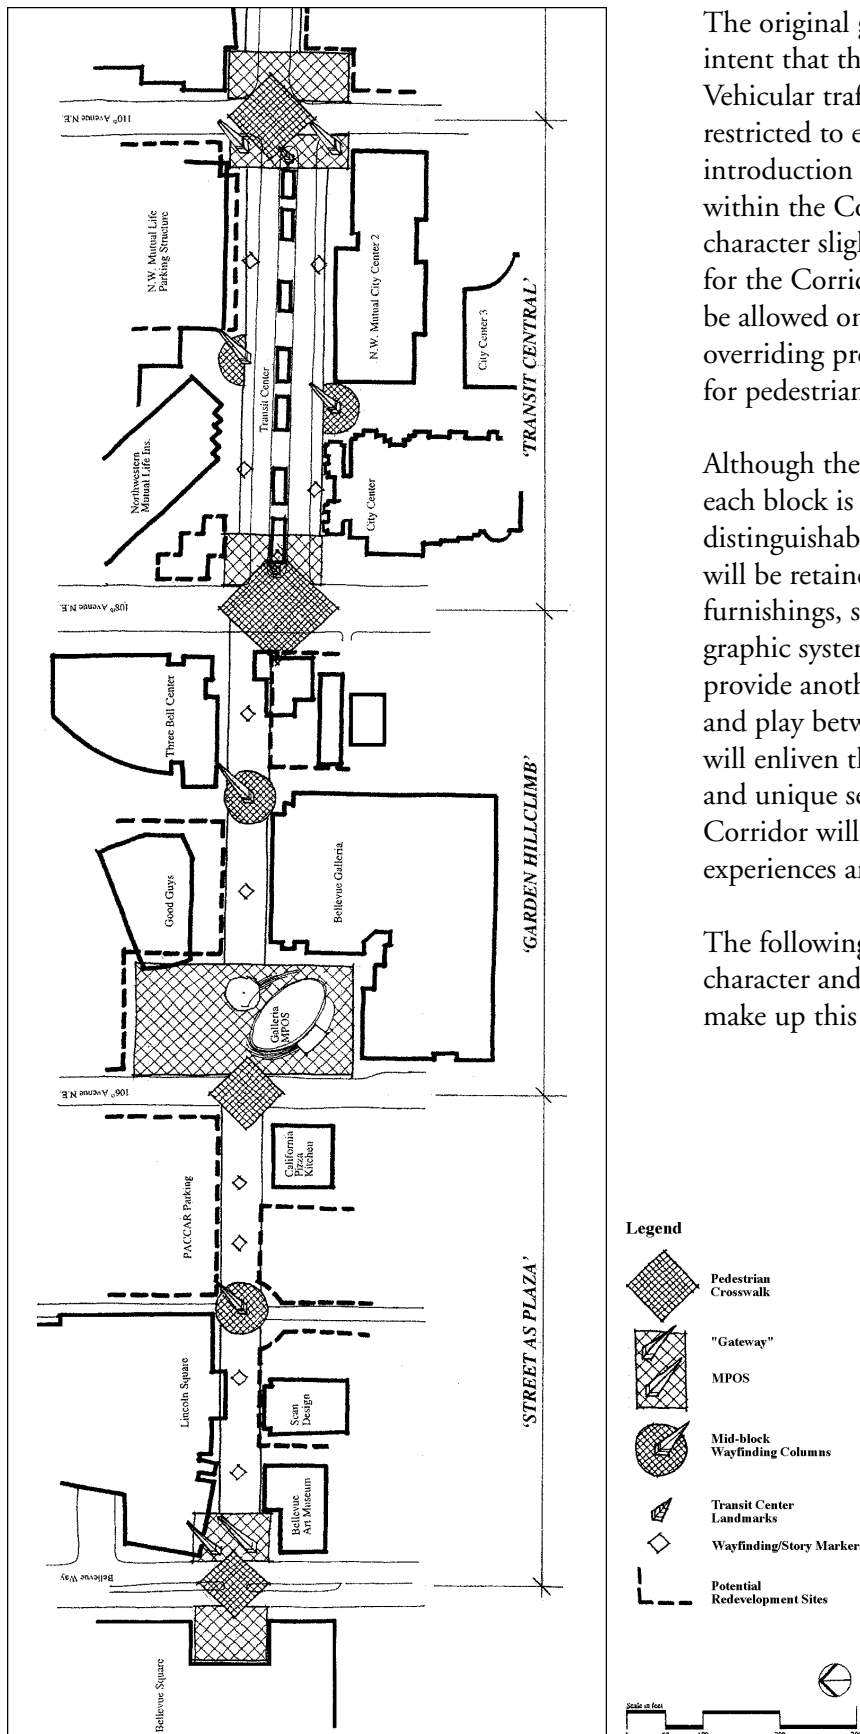 110th Avenue N.E.
N.W. Mutual Life
Parking Structure
N.W. Mutual City Center 2
City Center 3
Transit Center
'TRANSIT CENTRAL'
Northwestern
Mutual Life Ins.
City Center
108th Avenue N.E.
Three Bell Center
'GARDEN HILLCLIMB'
Good Guys
Bellevue Galleria
Galleria
MPOS
106th Avenue N.E.
California
Pizza
Kitchen
PACCAR Parking
'STREET AS PLAZA'
Lincoln Square
Scan
Design
Bellevue
Art Museum
Bellevue Way
Bellevue Square
The original
intent that th
Vehicular traf
restricted to e
introduction
within the Co
character sligh
for the Corrid
be allowed on
overriding pr
for pedestrian
Although the
each block is
distinguishab
will be retaine
furnishings, s
graphic system
provide anoth
and play betw
will enliven th
and unique se
Corridor will
experiences an
The following
character and
make up this
Legend
Pedestrian
Crosswalk
"Gateway"
MPOS
Mid-block
Wayfinding Columns
Transit Center
Landmarks
Wayfinding/Story Marker
Potential
Redevelopment Sites
Scale in feet